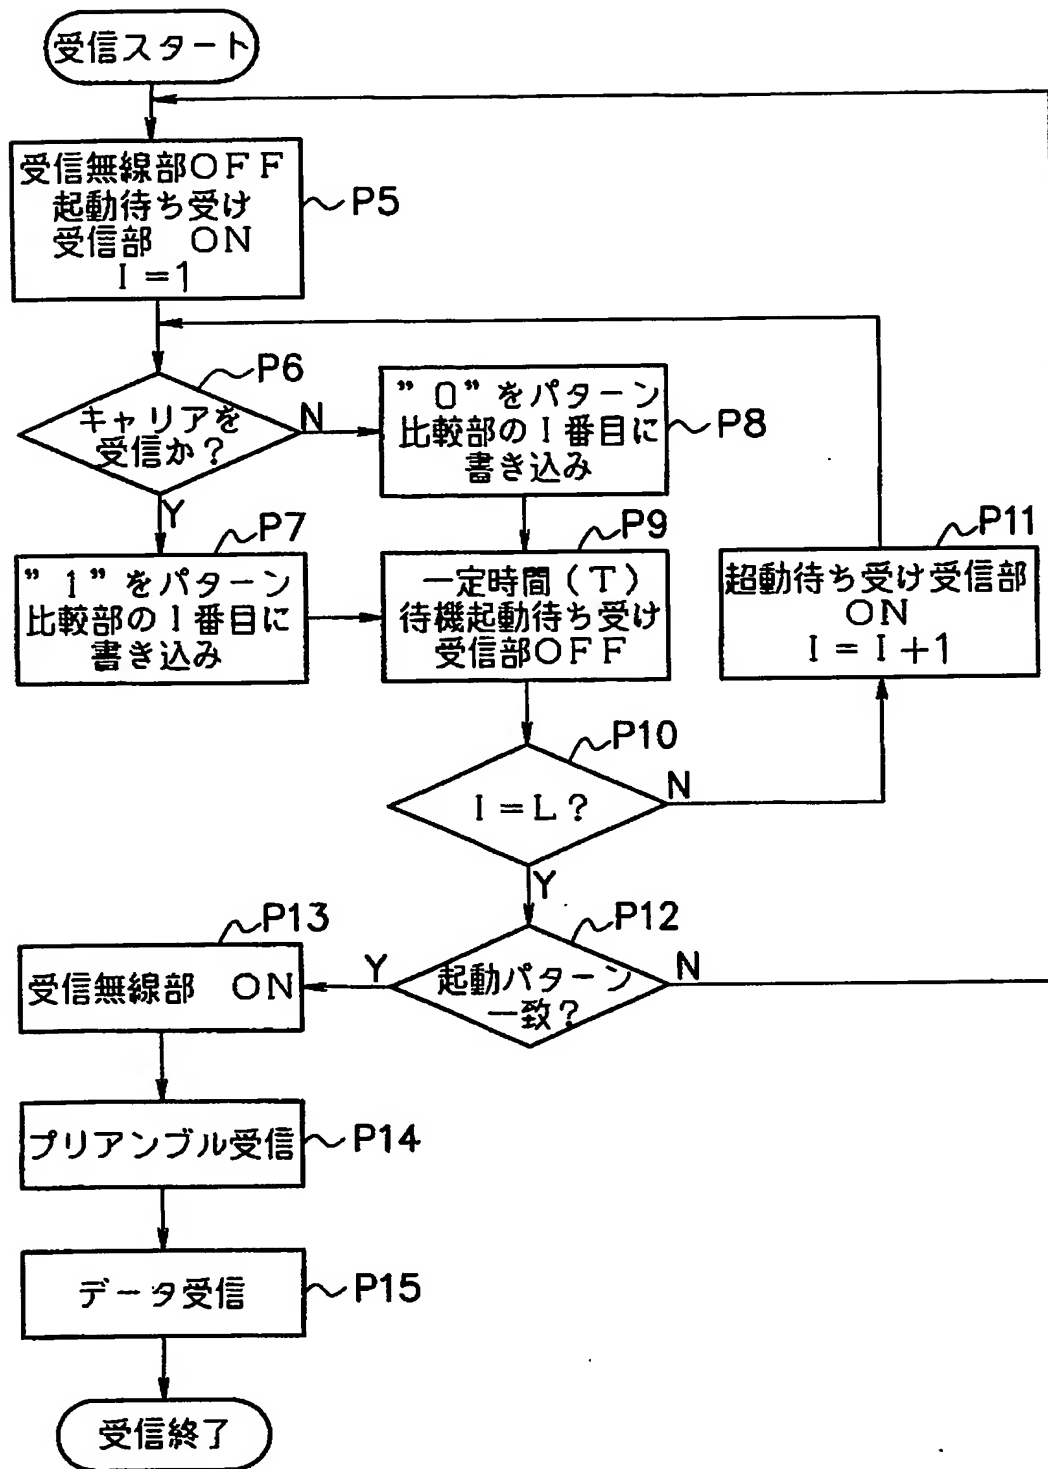 受信スタート
受信無線部OFF
起動待ち受け
受信部　ON
I=1
P5
P6
キャリアを
受信か?
N
Y
"0"をパターン
比較部のI番目に
書き込み
P8
P7
"1"をパターン
比較部のI番目に
書き込み
P9
一定時間(T)
待機起動待ち受け
受信部OFF
P11
超動待ち受け受信部
ON
I=I+1
P10
I=L?
N
Y
P12
起動パターン
一致?
N
Y
P13
受信無線部　ON
プリアンブル受信
P14
データ受信
P15
受信終了